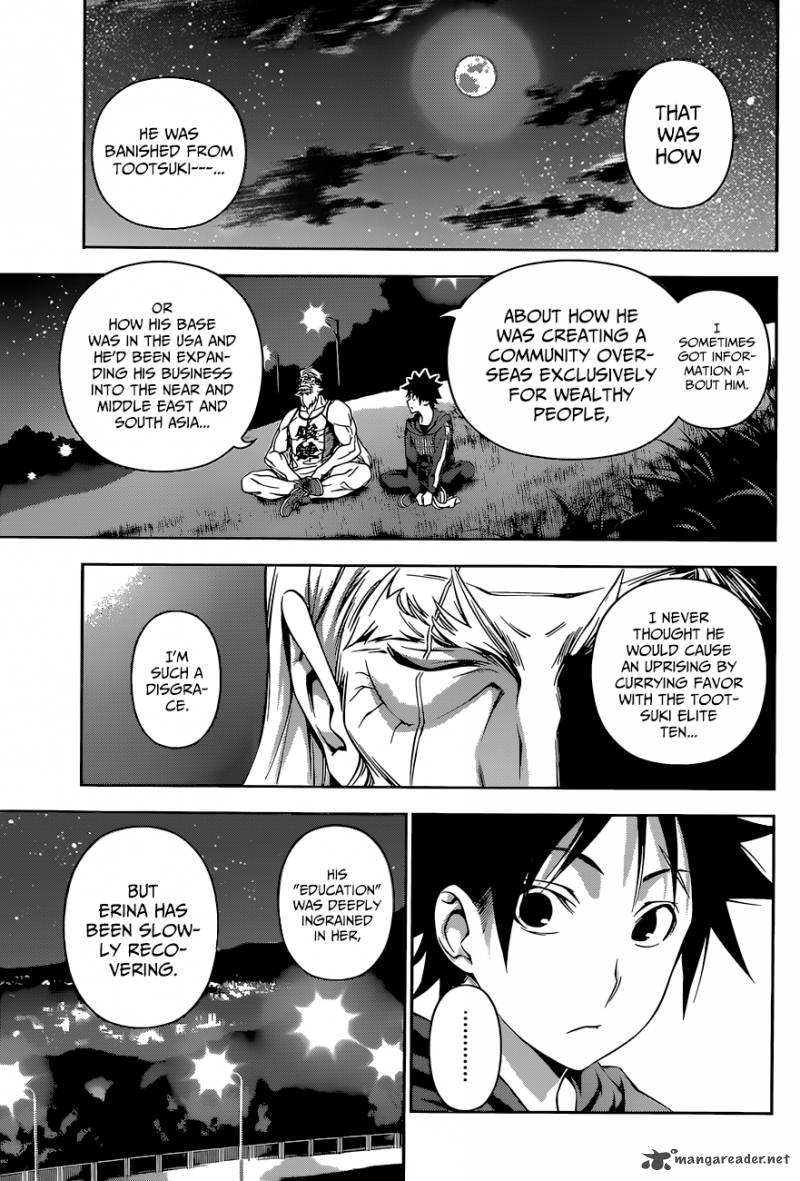 THAT
WAS
HOW
HE WAS
BANISHED FROM
TOOTSUKI---...
I
SOMETIMES
GOT INFOR-
MATION A-
BOUT HIM.
ABOUT HOW HE
WAS CREATING A
COMMUNITY OVER-
SEAS EXCLUSIVELY
FOR WEALTHY
PEOPLE,
OR
HOW HIS BASE
WAS IN THE USA AND
HE'D BEEN EXPAN-
DING HIS BUSINESS
INTO THE NEAR AND
MIDDLE EAST AND
SOUTH ASIA...
鍛
錬
I NEVER
THOUGHT HE
WOULD CAUSE
AN UPRISING BY
CURRYING FAVOR
WITH THE TOOT-
SUKI ELITE
TEN...
I'M
SUCH A
DISGRA-
CE.
.........
HIS
"EDUCATION"
WAS DEEPLY
INGRAINED
IN HER,
BUT
ERINA HAS
BEEN SLOW-
LY RECO-
VERING.
mangareader.net